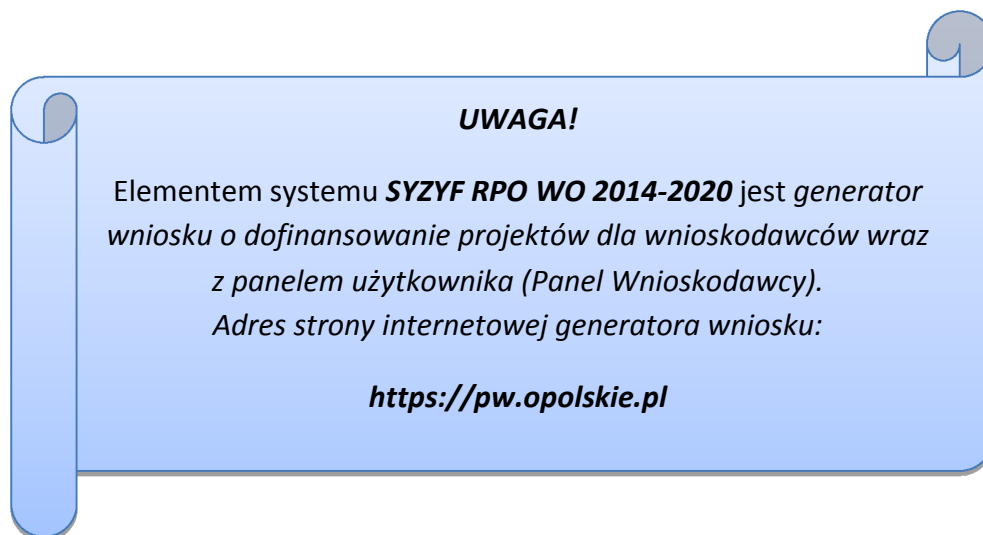 UWAGA!
Elementem systemu SYZYF RPO WO 2014-2020 jest generator
wniosku o dofinansowanie projektów dla wnioskodawców wraz
z panelem użytkownika (Panel Wnioskodawcy).
Adres strony internetowej generatora wniosku:
https://pw.opolskie.pl